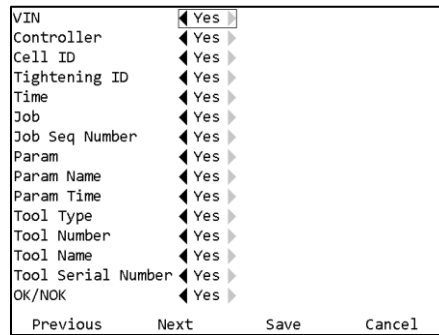 VIN Yes
Controller Yes
Cell ID Yes
Tightening ID Yes
Time Yes
Job Yes
Job Seq Number Yes
Param Yes
Param Name Yes
Param Time Yes
Tool Type Yes
Tool Number Yes
Tool Name Yes
Tool Serial Number Yes
OK/NOK Yes
Previous Next Save Cancel